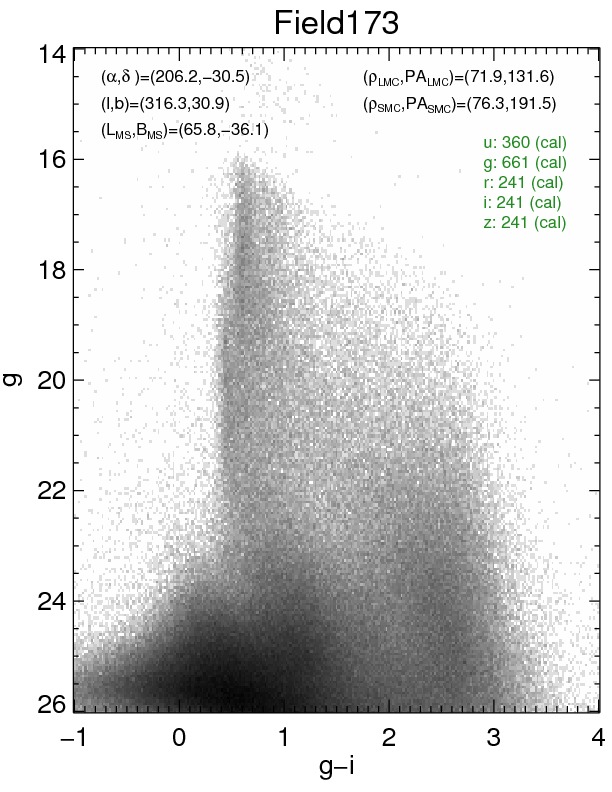 Field173
(α,δ )=(206.2,−30.5)
(ρLMC,PALMC)=(71.9,131.6)
(l,b)=(316.3,30.9)
(ρSMC,PASMC)=(76.3,191.5)
(LMS,BMS)=(65.8,−36.1)
u: 360 (cal)
g: 661 (cal)
r: 241 (cal)
i: 241 (cal)
z: 241 (cal)
14
16
18
20
22
24
26
g
−1 0 1 2 3 4
g−i